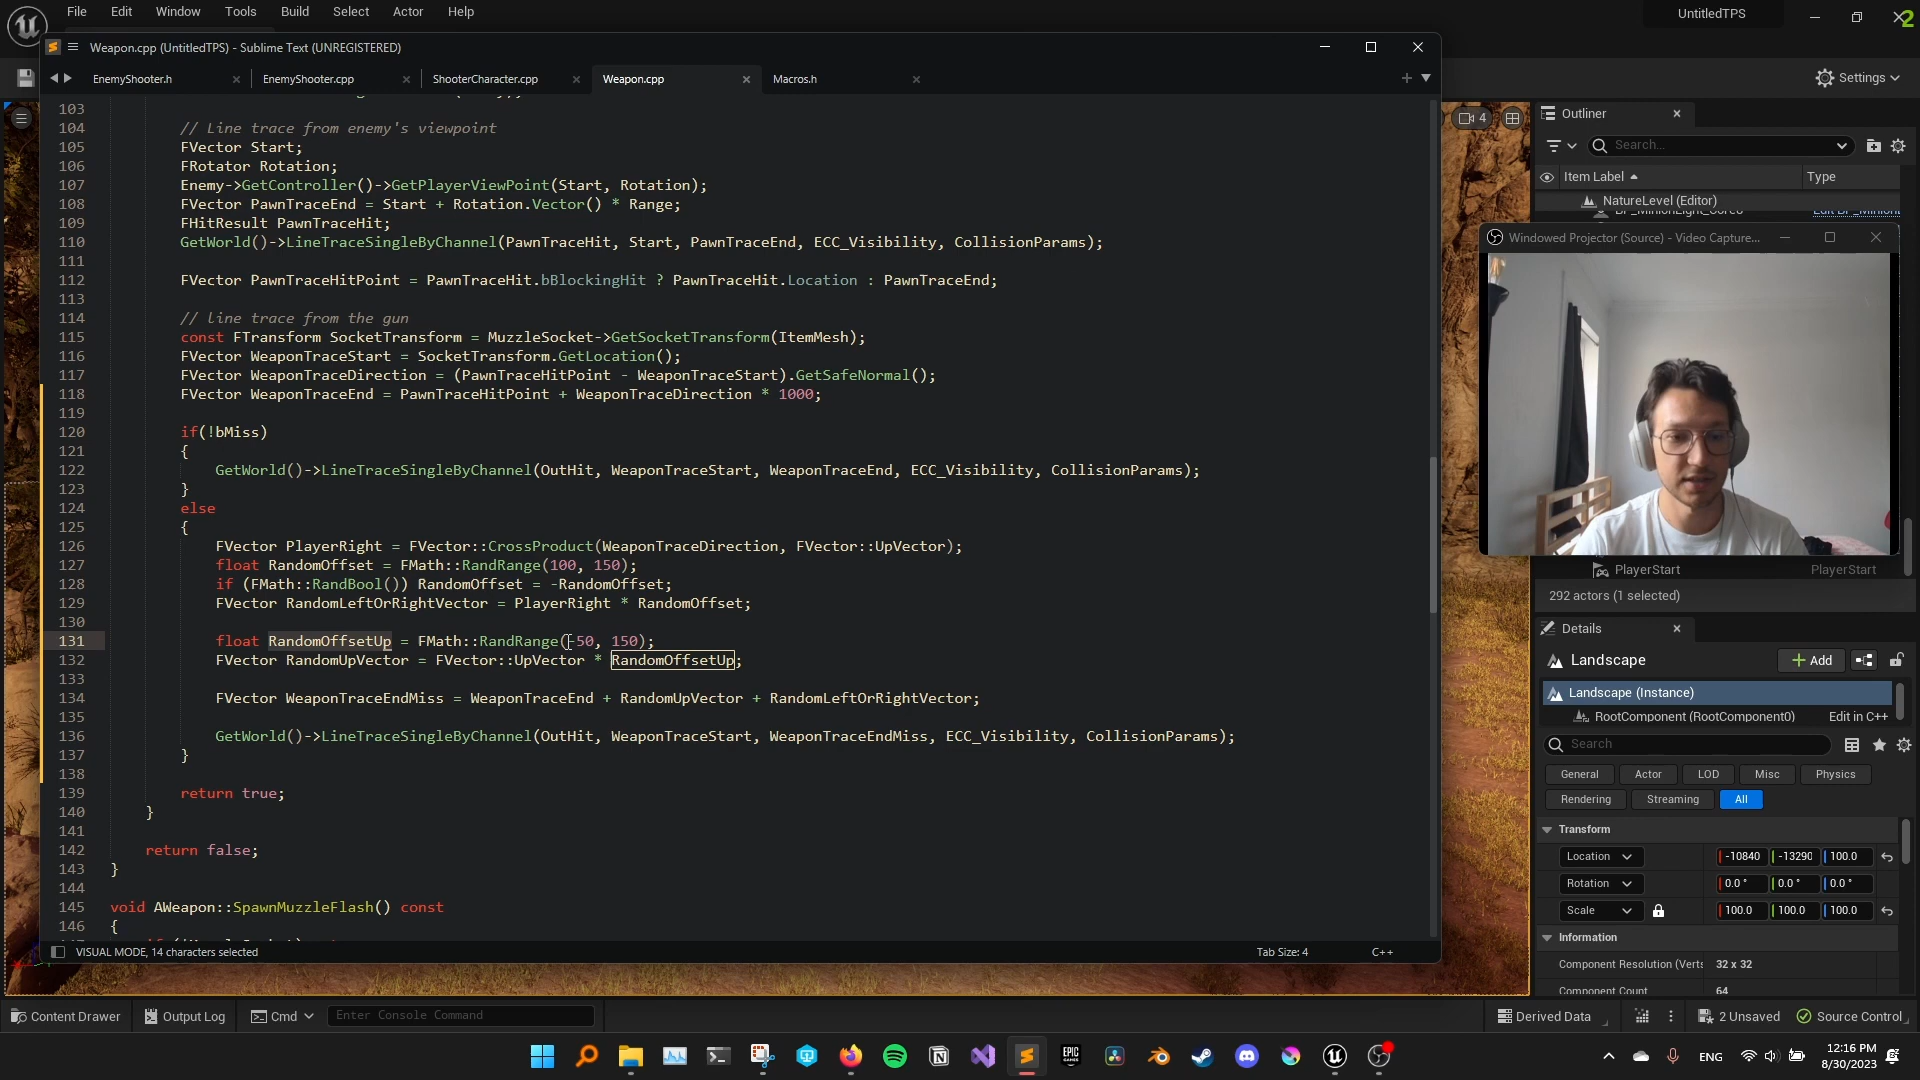 File Edit Window Tools Build Select Actor Help
UntitledTPS
2
Weapon.cpp (UntitledTPS) - Sublime Text (UNREGISTERED)
EnemyShooter.h
EnemyShooter.cpp
ShooterCharacter.cpp
Weapon.cpp
Macros.h
Settings
103
104 // Line trace from enemy's viewpoint
105 FVector Start;
106 FRotator Rotation;
107 Enemy->GetController()->GetPlayerViewPoint(Start, Rotation);
108 FVector PawnTraceEnd = Start + Rotation.Vector() * Range;
109 FHitResult PawnTraceHit;
110 GetWorld()->LineTraceSingleByChannel(PawnTraceHit, Start, PawnTraceEnd, ECC_Visibility, CollisionParams);
111
112 FVector PawnTraceHitPoint = PawnTraceHit.bBlockingHit ? PawnTraceHit.Location : PawnTraceEnd;
113
114 // line trace from the gun
115 const FTransform SocketTransform = MuzzleSocket->GetSocketTransform(ItemMesh);
116 FVector WeaponTraceStart = SocketTransform.GetLocation();
117 FVector WeaponTraceDirection = (PawnTraceHitPoint - WeaponTraceStart).GetSafeNormal();
118 FVector WeaponTraceEnd = PawnTraceHitPoint + WeaponTraceDirection * 1000;
119
120 if(!bMiss)
121 {
122 GetWorld()->LineTraceSingleByChannel(OutHit, WeaponTraceStart, WeaponTraceEnd, ECC_Visibility, CollisionParams);
123 }
124 else
125 {
126 FVector PlayerRight = FVector::CrossProduct(WeaponTraceDirection, FVector::UpVector);
127 float RandomOffset = FMath::RandRange(100, 150);
128 if (FMath::RandBool()) RandomOffset = -RandomOffset;
129 FVector RandomLeftOrRightVector = PlayerRight * RandomOffset;
130
131 float RandomOffsetUp = FMath::RandRange(-50, 150);
132 FVector RandomUpVector = FVector::UpVector * RandomOffsetUp;
133
134 FVector WeaponTraceEndMiss = WeaponTraceEnd + RandomUpVector + RandomLeftOrRightVector;
135
136 GetWorld()->LineTraceSingleByChannel(OutHit, WeaponTraceStart, WeaponTraceEndMiss, ECC_Visibility, CollisionParams);
137 }
138
139 return true;
140 }
141
142 return false;
143 }
144
145 void AWeapon::SpawnMuzzleFlash() const
146 {
VISUAL MODE, 14 characters selected
Tab Size: 4
C++
4
Outliner
Search...
Item Label
Type
NatureLevel (Editor)
Windowed Projector (Source) - Video Capture...
PlayerStart PlayerStart
292 actors (1 selected)
Details
Landscape
Add
Landscape (Instance)
RootComponent (RootComponent0) Edit in C++
Search
General Actor LOD Misc Physics
Rendering Streaming All
Transform
Location -10840 -13290 100.0
Rotation 0.0 ° 0.0 ° 0.0 °
Scale 100.0 100.0 100.0
Information
Component Resolution (Verts 32 x 32
Component Count 64
Content Drawer
Output Log
Cmd
Enter Console Command
Derived Data
2 Unsaved
Source Control
EPIC
GAMES
ENG
12:16 PM
8/30/2023